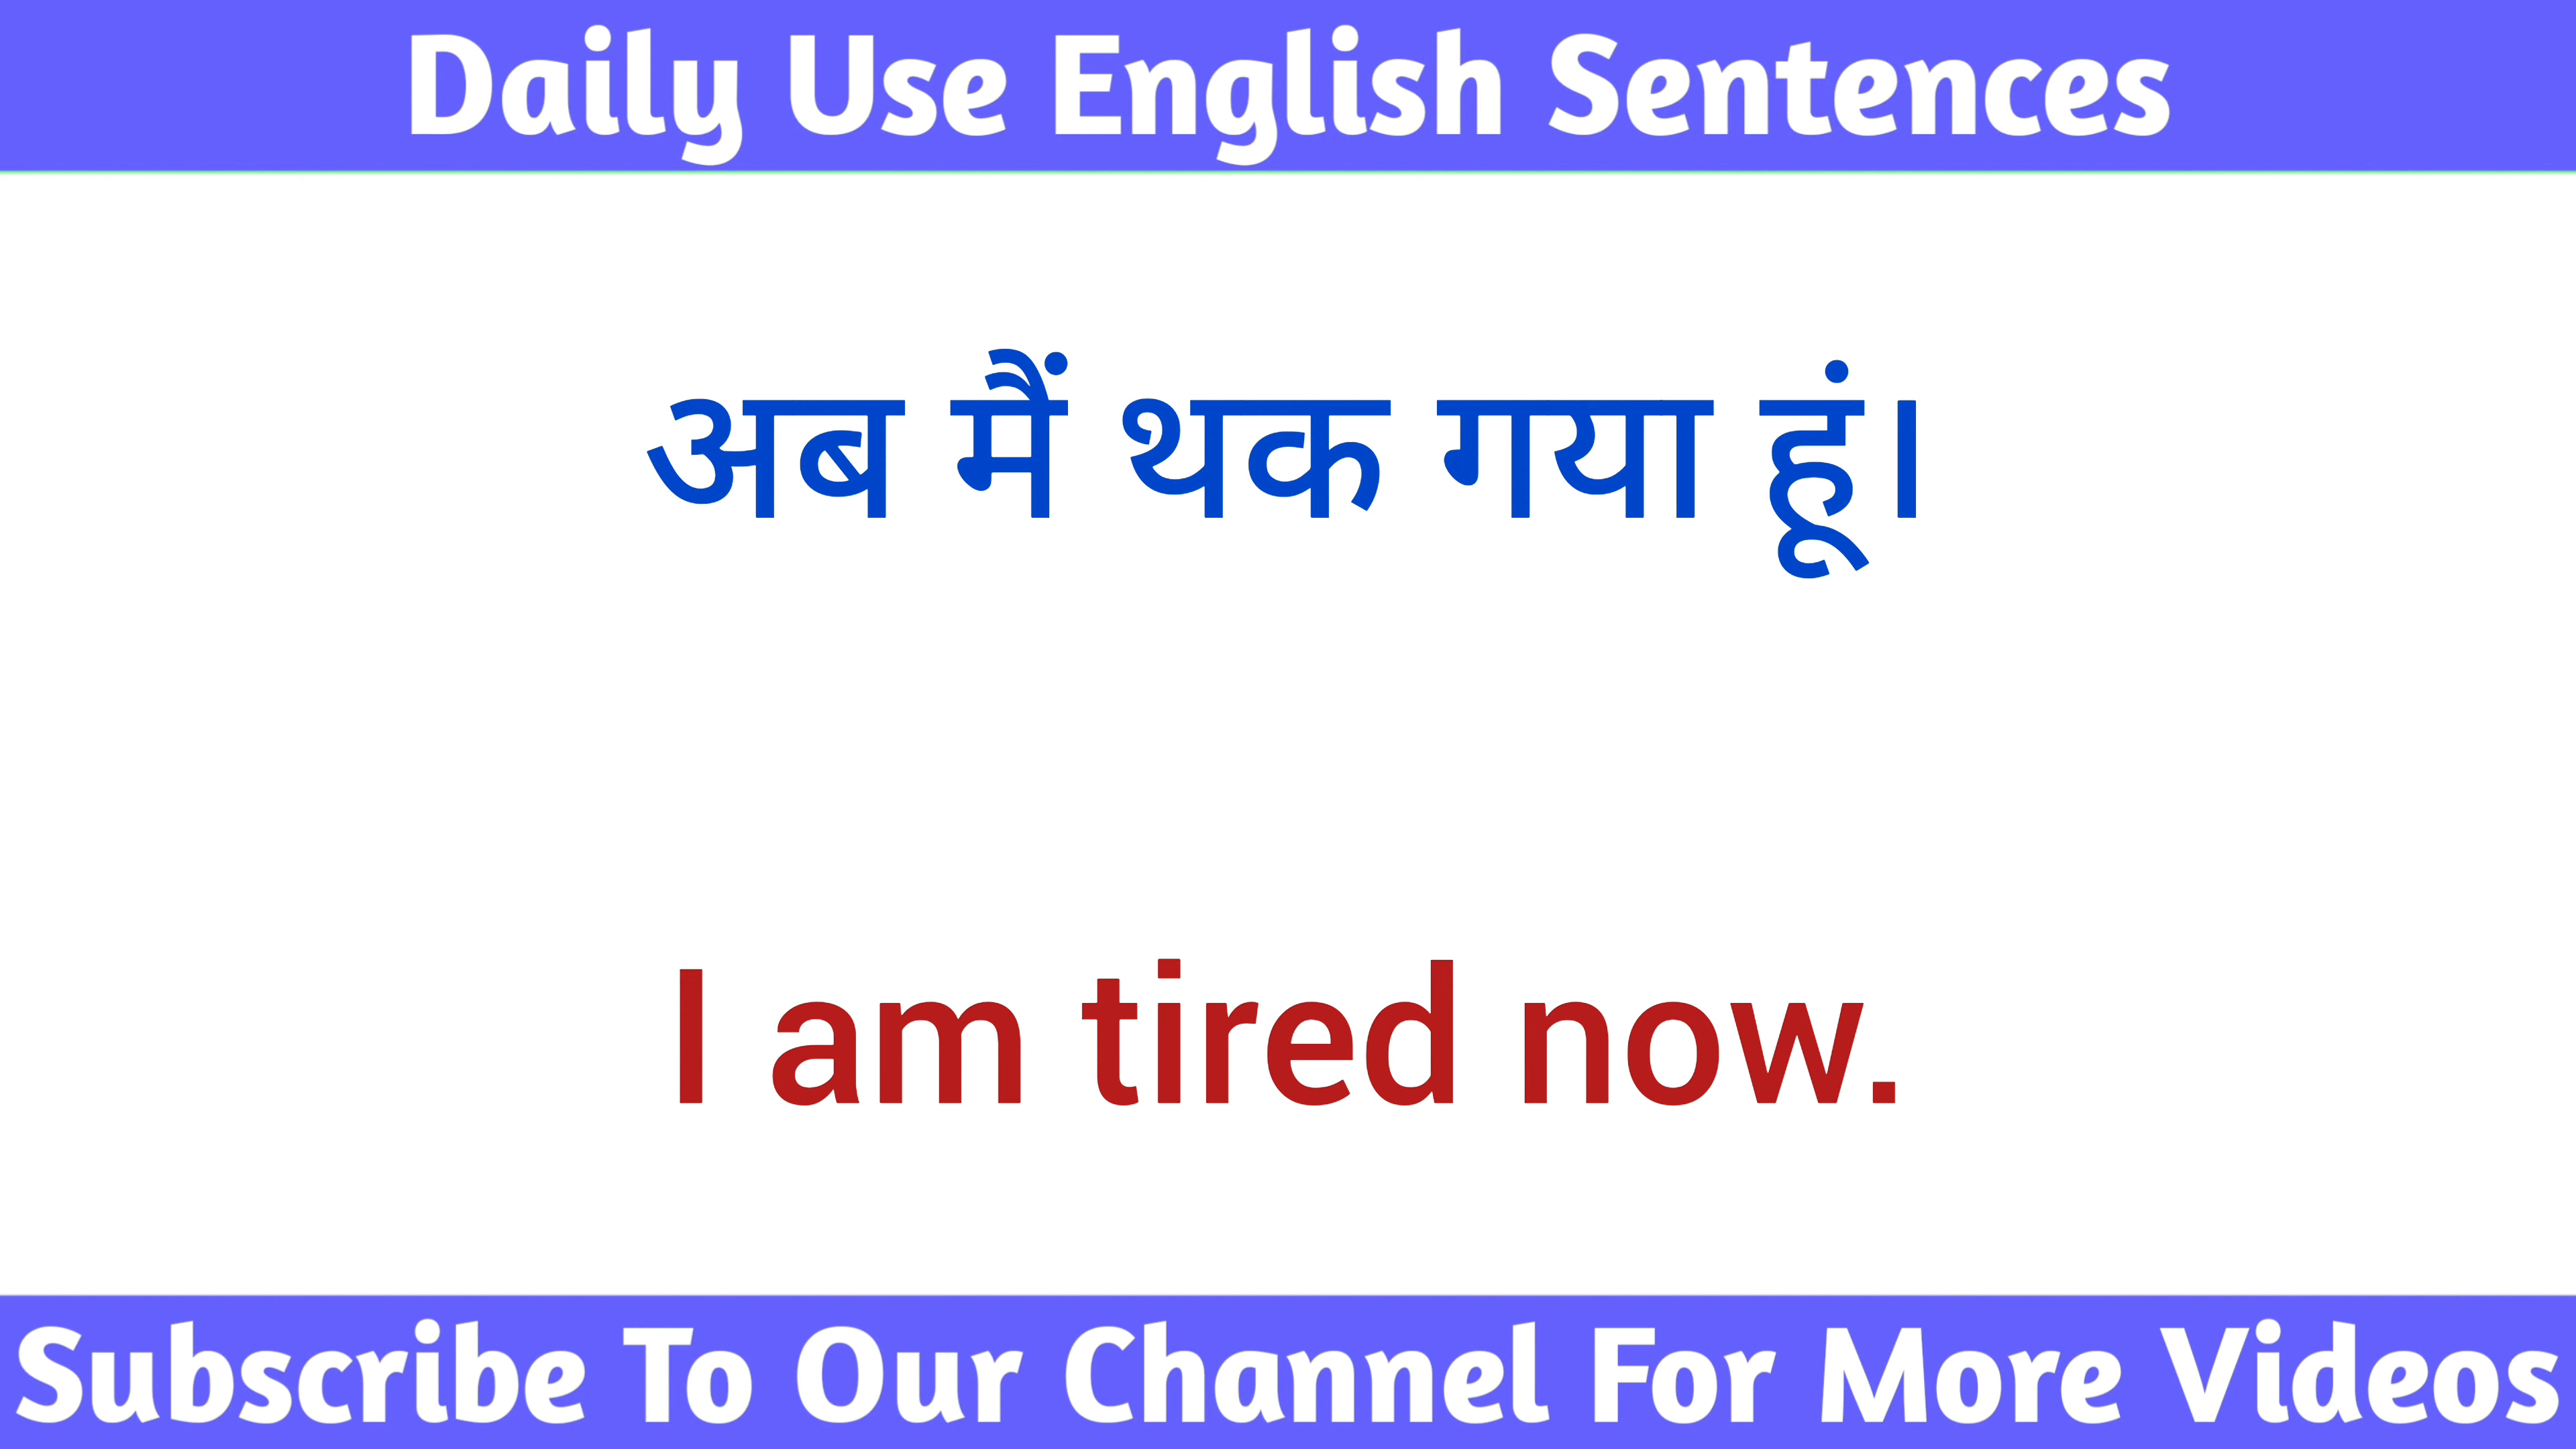 Daily Use English Sentences
अब मैं थक गया हूं।
I am tired now.
Subscribe To Our Channel For More Videos